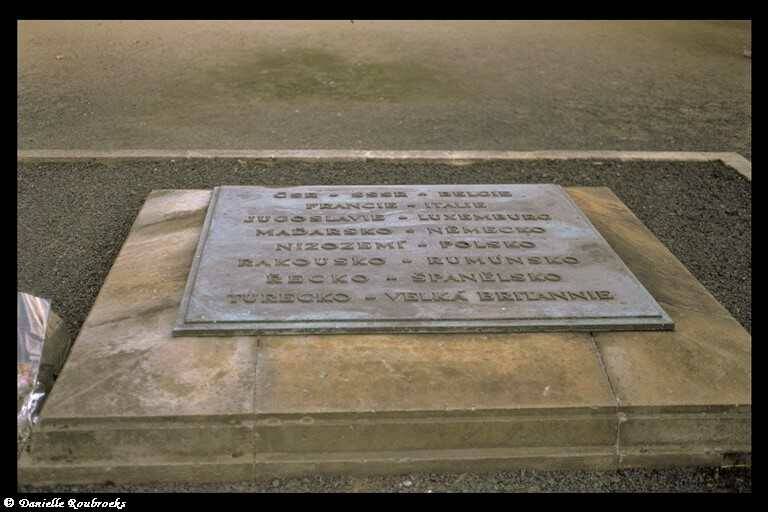 ČSR - SSSR - BELGIE
FRANCIE - ITALIE
JUGOSLAVIE - LUXEMBURG
MAĎARSKO - NĚMECKO
NIZOZEMÍ - POLSKO
RAKOUSKO - RUMUNSKO
ŘECKO - ŠPANĚLSKO
TURECKO - VELKÁ BRITANNIE
© Danielle Roubroeks